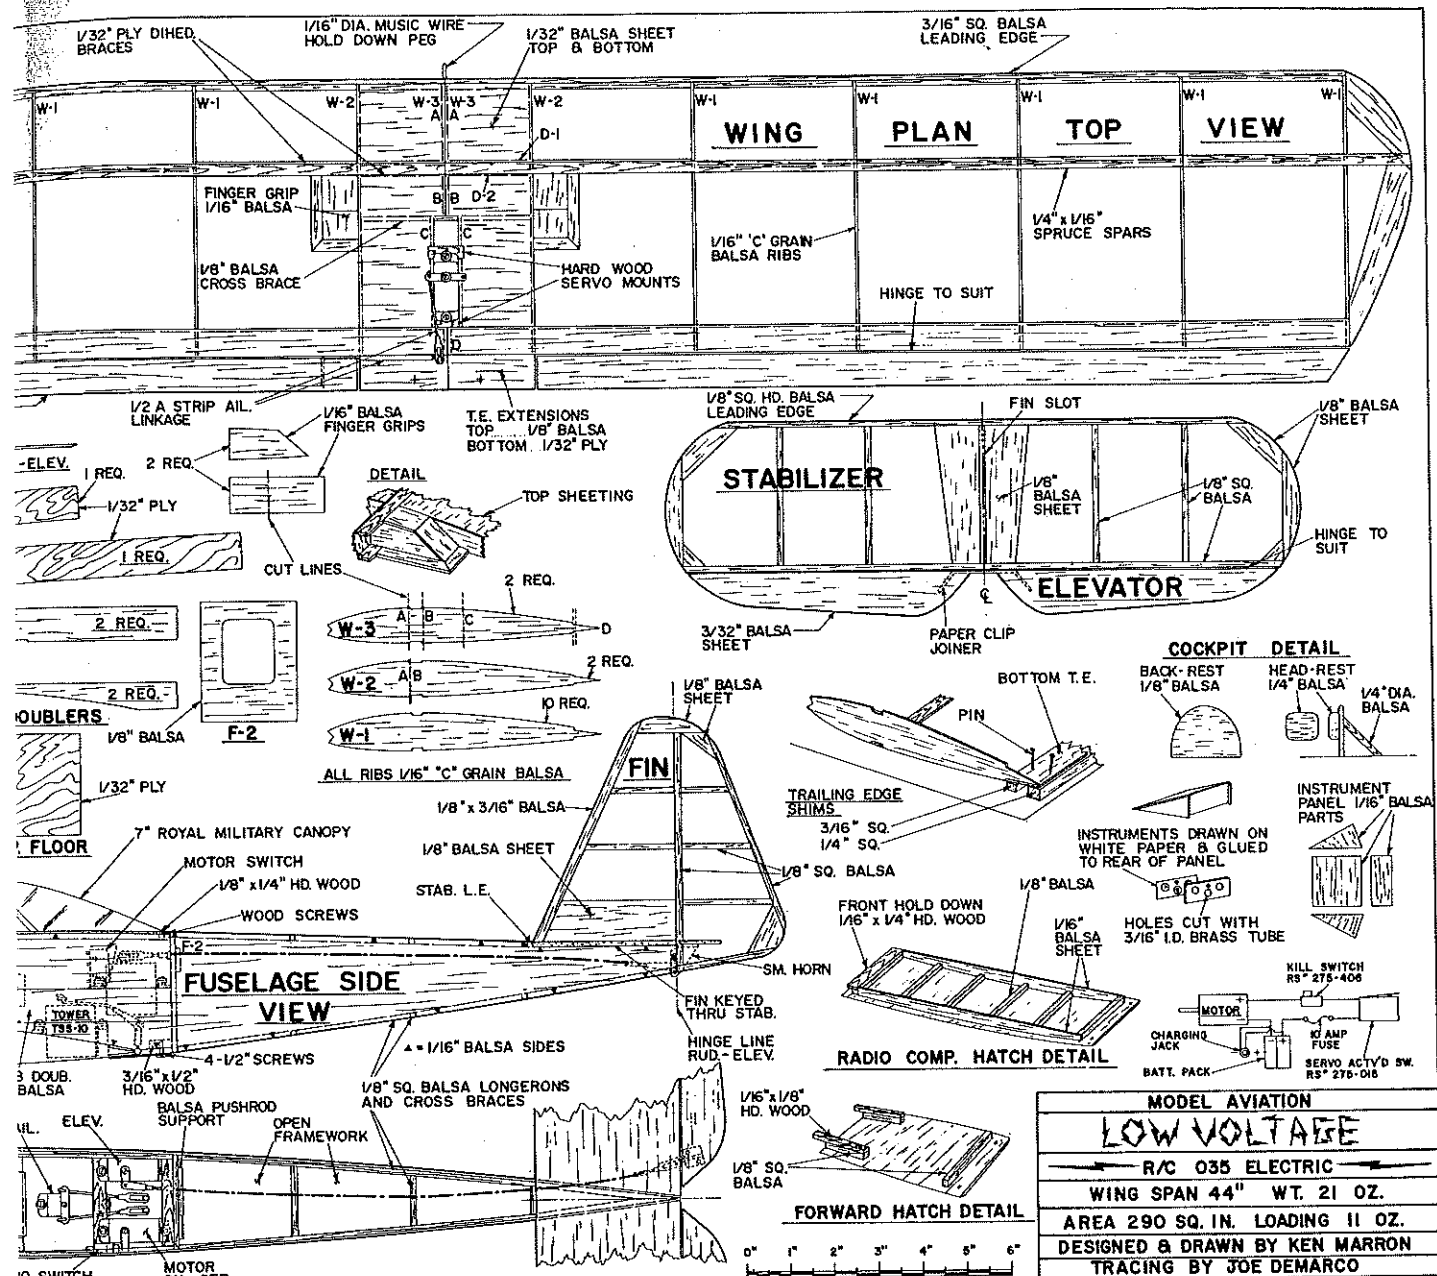 1/32" PLY DIHED.
BRACES
1/16" DIA. MUSIC WIRE
HOLD DOWN PEG
1/32" BALSA SHEET
TOP & BOTTOM
3/16" SQ. BALSA
LEADING EDGE
W-1
W-1
W-2
W-3
W-3
A
A
W-2
W-1
W-1
W-1
W-1
W-1
D-1
WING PLAN TOP VIEW
FINGER GRIP
1/16" BALSA
B
B
D-2
C
C
1/8" BALSA
CROSS BRACE
HARD WOOD
SERVO MOUNTS
1/16" 'C' GRAIN
BALSA RIBS
1/4" x 1/16"
SPRUCE SPARS
HINGE TO SUIT
D
1/2 A STRIP AIL.
LINKAGE
1/16" BALSA
FINGER GRIPS
T.E. EXTENSIONS
TOP......1/8" BALSA
BOTTOM..1/32" PLY
1/8" SQ. HD. BALSA
LEADING EDGE
FIN SLOT
1/8" BALSA
SHEET
-ELEV.
2 REQ.
1 REQ.
1/32" PLY
1 REQ.
DETAIL
TOP SHEETING
STABILIZER
1/8"
BALSA
SHEET
1/8" SQ.
BALSA
HINGE TO
SUIT
CUT LINES
2 REQ.
ELEVATOR
℄
2 REQ.
W-3
A
B
C
D
3/32" BALSA
SHEET
PAPER CLIP
JOINER
2 REQ.
W-2
A
B
2 REQ.
DOUBLERS
1/8" BALSA
F-2
W-1
10 REQ.
ALL RIBS 1/16" "C" GRAIN BALSA
1/8" BALSA
SHEET
FIN
BOTTOM T.E.
PIN
COCKPIT DETAIL
BACK-REST
1/8" BALSA
HEAD-REST
1/4" BALSA
1/4" DIA.
BALSA
1/32" PLY
FLOOR
1/8" x 3/16" BALSA
TRAILING EDGE
SHIMS
3/16" SQ.
1/4" SQ.
INSTRUMENT
PANEL 1/16" BALSA
PARTS
7" ROYAL MILITARY CANOPY
MOTOR SWITCH
1/8" x 1/4" HD. WOOD
WOOD SCREWS
1/8" BALSA SHEET
STAB. L.E.
1/8" SQ. BALSA
INSTRUMENTS DRAWN ON
WHITE PAPER & GLUED
TO REAR OF PANEL
HOLES CUT WITH
3/16" I.D. BRASS TUBE
FRONT HOLD DOWN
1/16" x 1/4" HD. WOOD
1/8" BALSA
1/16"
BALSA
SHEET
F-2
FUSELAGE SIDE
VIEW
SM. HORN
FIN KEYED
THRU STAB.
HINGE LINE
RUD.-ELEV.
TOWER
TSS-10
4-1/2" SCREWS
▲ = 1/16" BALSA SIDES
RADIO COMP. HATCH DETAIL
KILL SWITCH
RS# 275-406
MOTOR
CHARGING
JACK
10 AMP
FUSE
BATT. PACK
SERVO ACTV'D SW.
RS# 275-016
DOUB.
BALSA
3/16" x 1/2"
HD. WOOD
1/8" SQ. BALSA LONGERONS
AND CROSS BRACES
ELEV.
BALSA PUSHROD
SUPPORT
OPEN
FRAMEWORK
1/16" x 1/8"
HD. WOOD
1/8" SQ.
BALSA
FORWARD HATCH DETAIL
SWITCH
MOTOR
0" 1" 2" 3" 4" 5" 6"
MODEL AVIATION
LOW VOLTAGE
R/C 035 ELECTRIC
WING SPAN 44" WT. 21 OZ.
AREA 290 SQ. IN. LOADING 11 OZ.
DESIGNED & DRAWN BY KEN MARRON
TRACING BY JOE DEMARCO